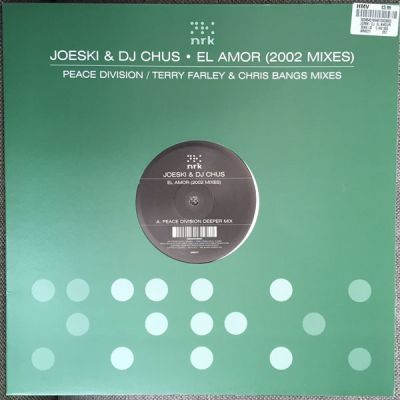 HMV
nrk
JOESKI & DJ CHUS • EL AMOR (2002 MIXES)
PEACE DIVISION / TERRY FARLEY & CHRIS BANGS MIXES
nrk
JOESKI & DJ CHUS
EL AMOR (2002 MIXES)
A. PEACE DIVISION DEEPER MIX